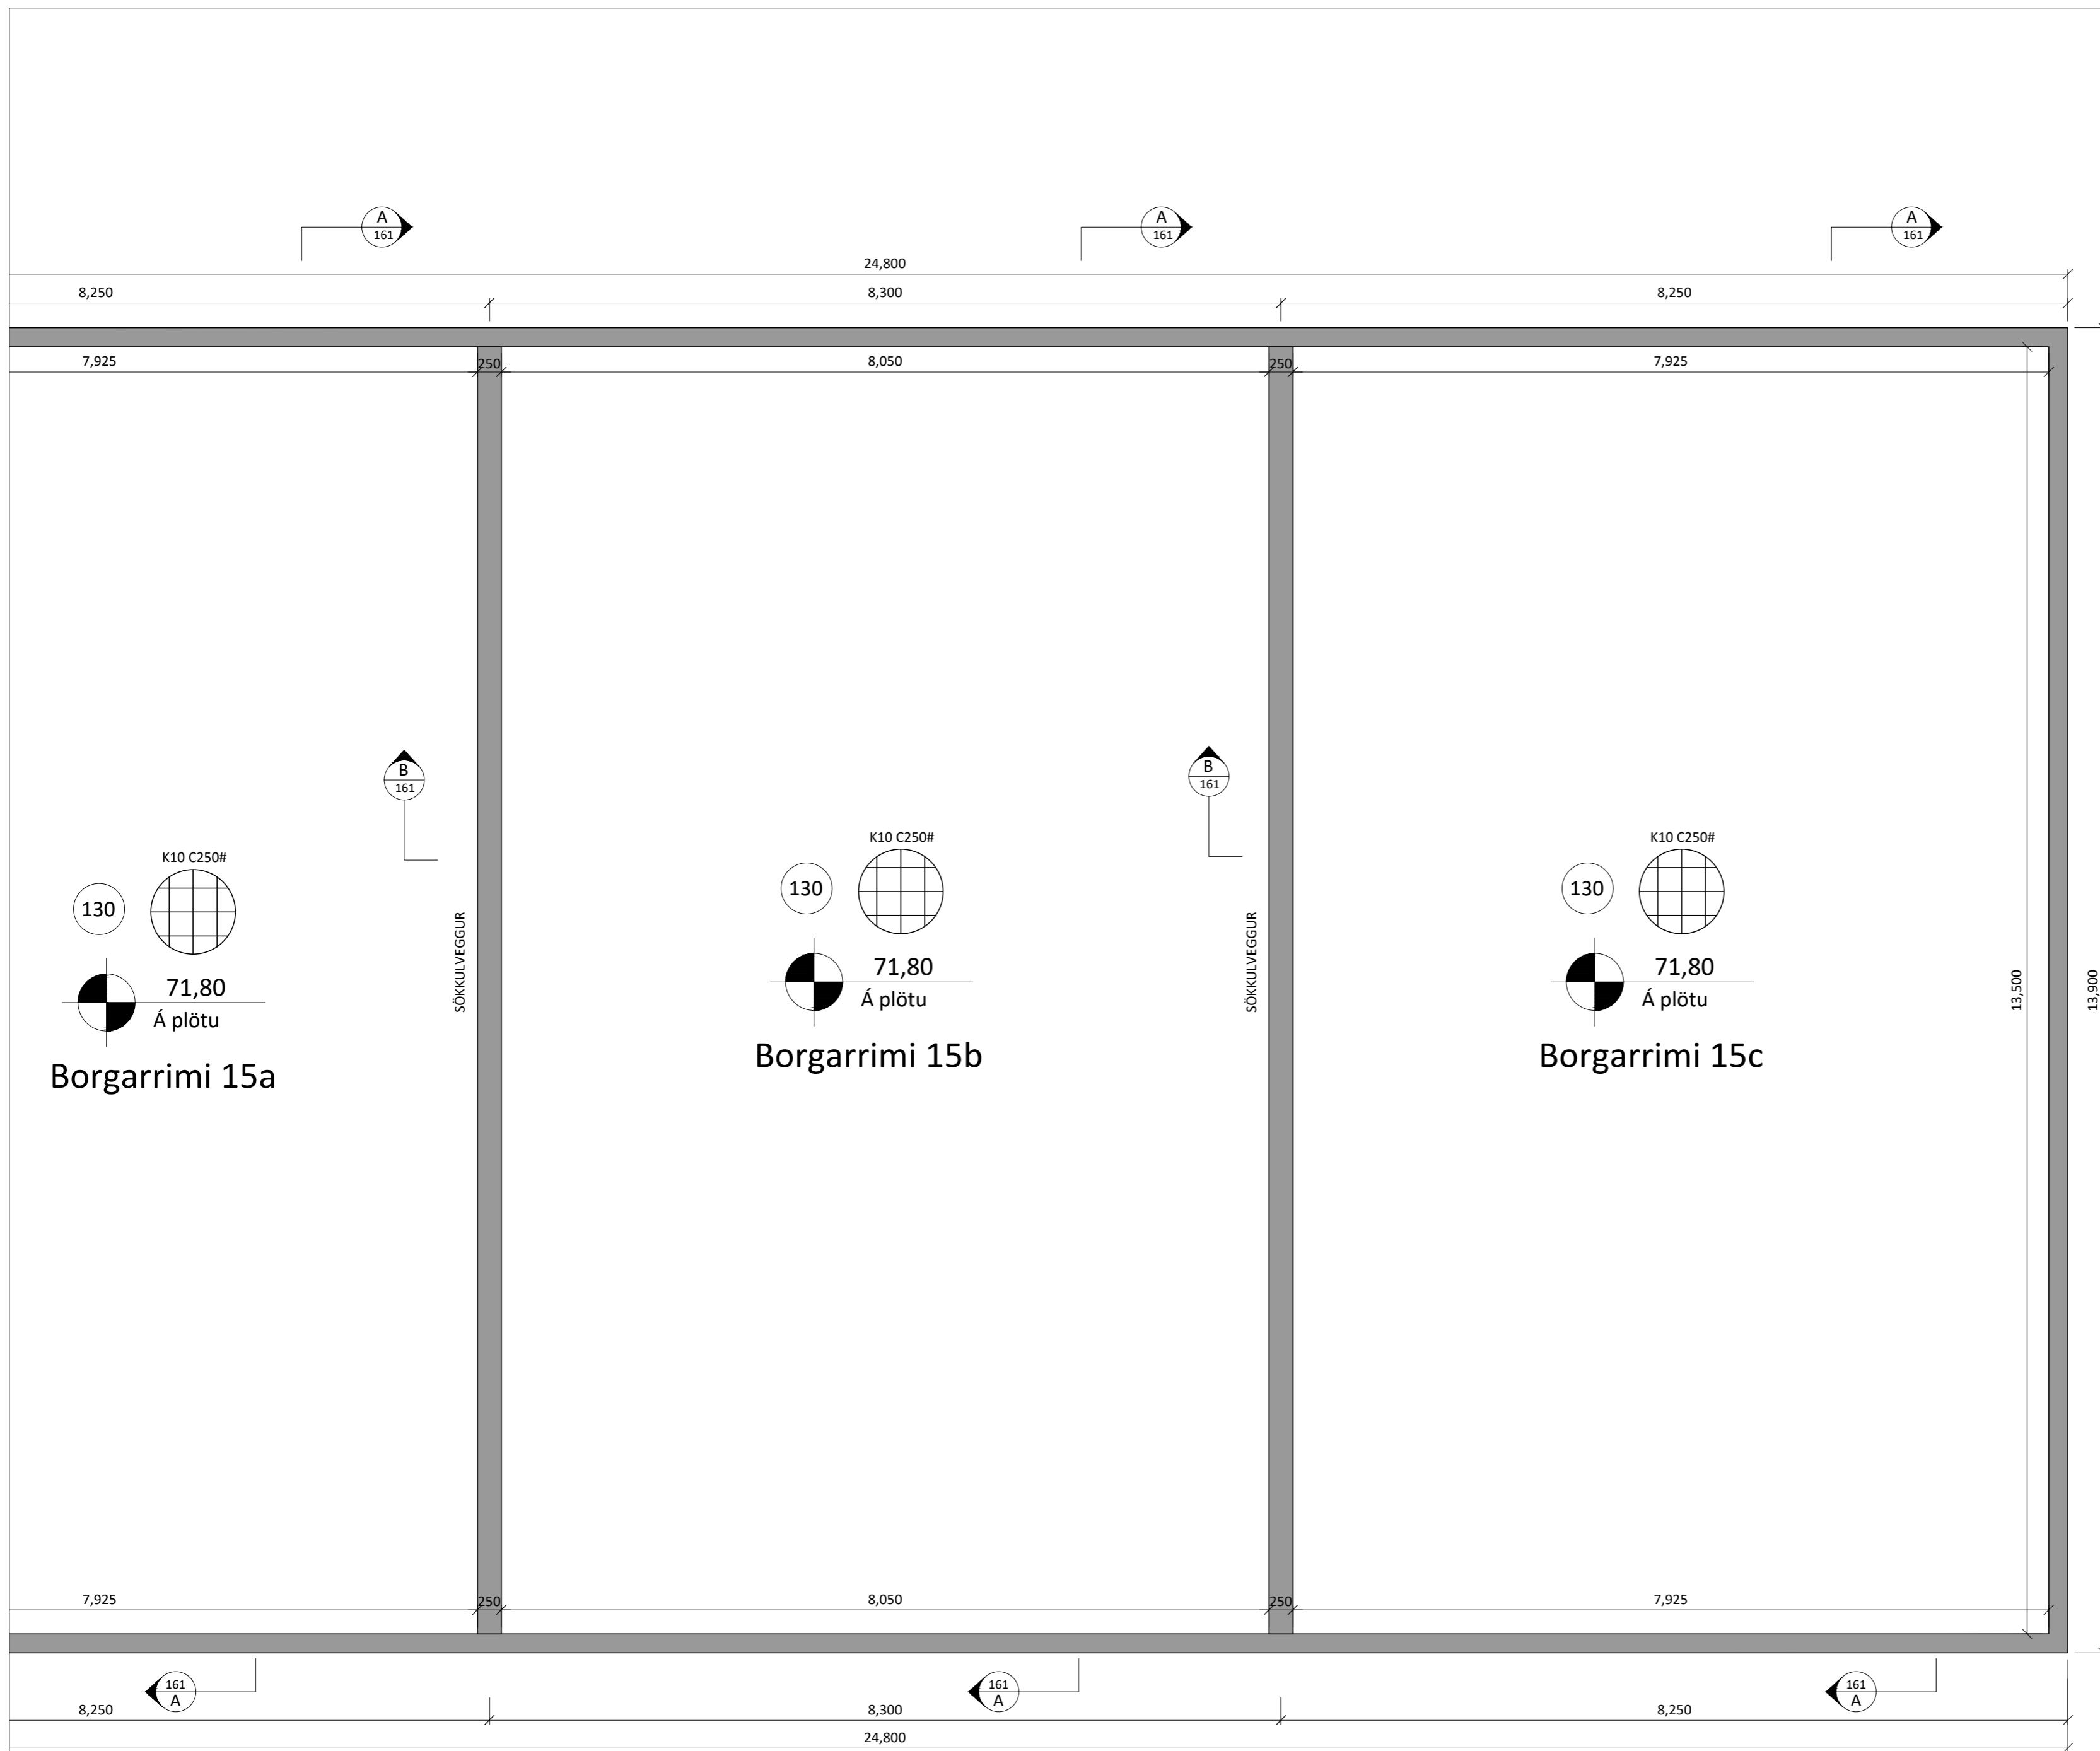 A
161
A
161
A
161
24,800
8,250
8,300
8,250
7,925
250
8,050
250
7,925
B
161
B
161
K10 C250#
130
SÖKKULVEGGUR
71,80
Á plötu
Borgarrimi 15a
K10 C250#
130
SÖKKULVEGGUR
71,80
Á plötu
Borgarrimi 15b
K10 C250#
130
71,80
Á plötu
Borgarrimi 15c
13,500
13,900
7,925
250
8,050
250
7,925
161
A
161
A
161
A
8,250
8,300
8,250
24,800